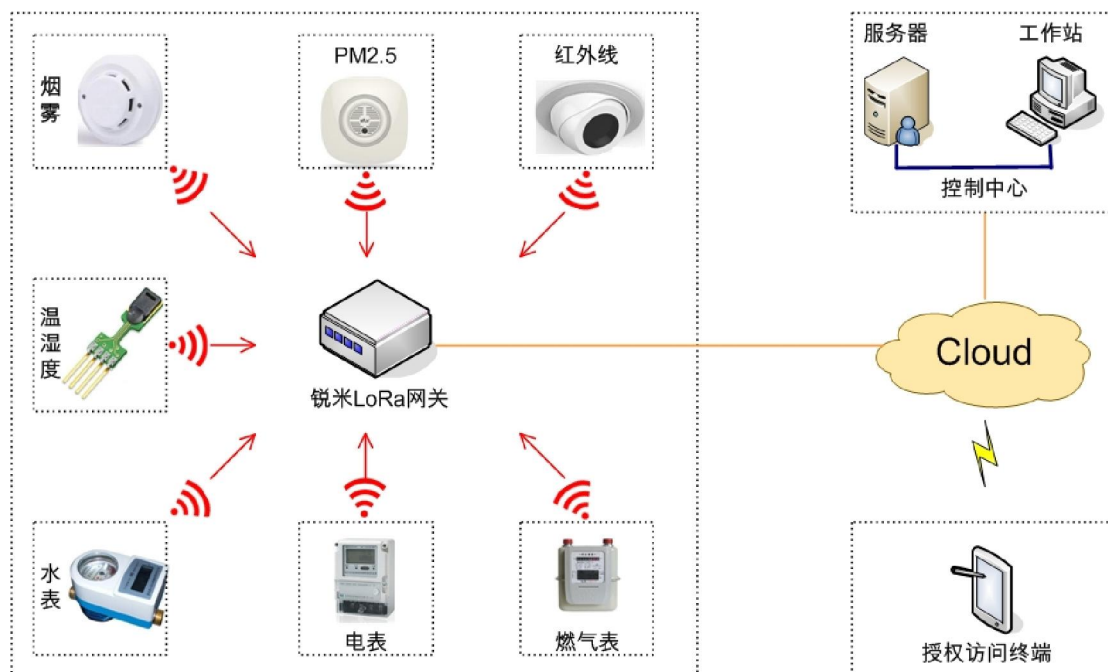 烟雾
PM2.5
红外线
服务器
工作站
控制中心
温湿度
锐米LoRa网关
Cloud
水表
电表
燃气表
授权访问终端